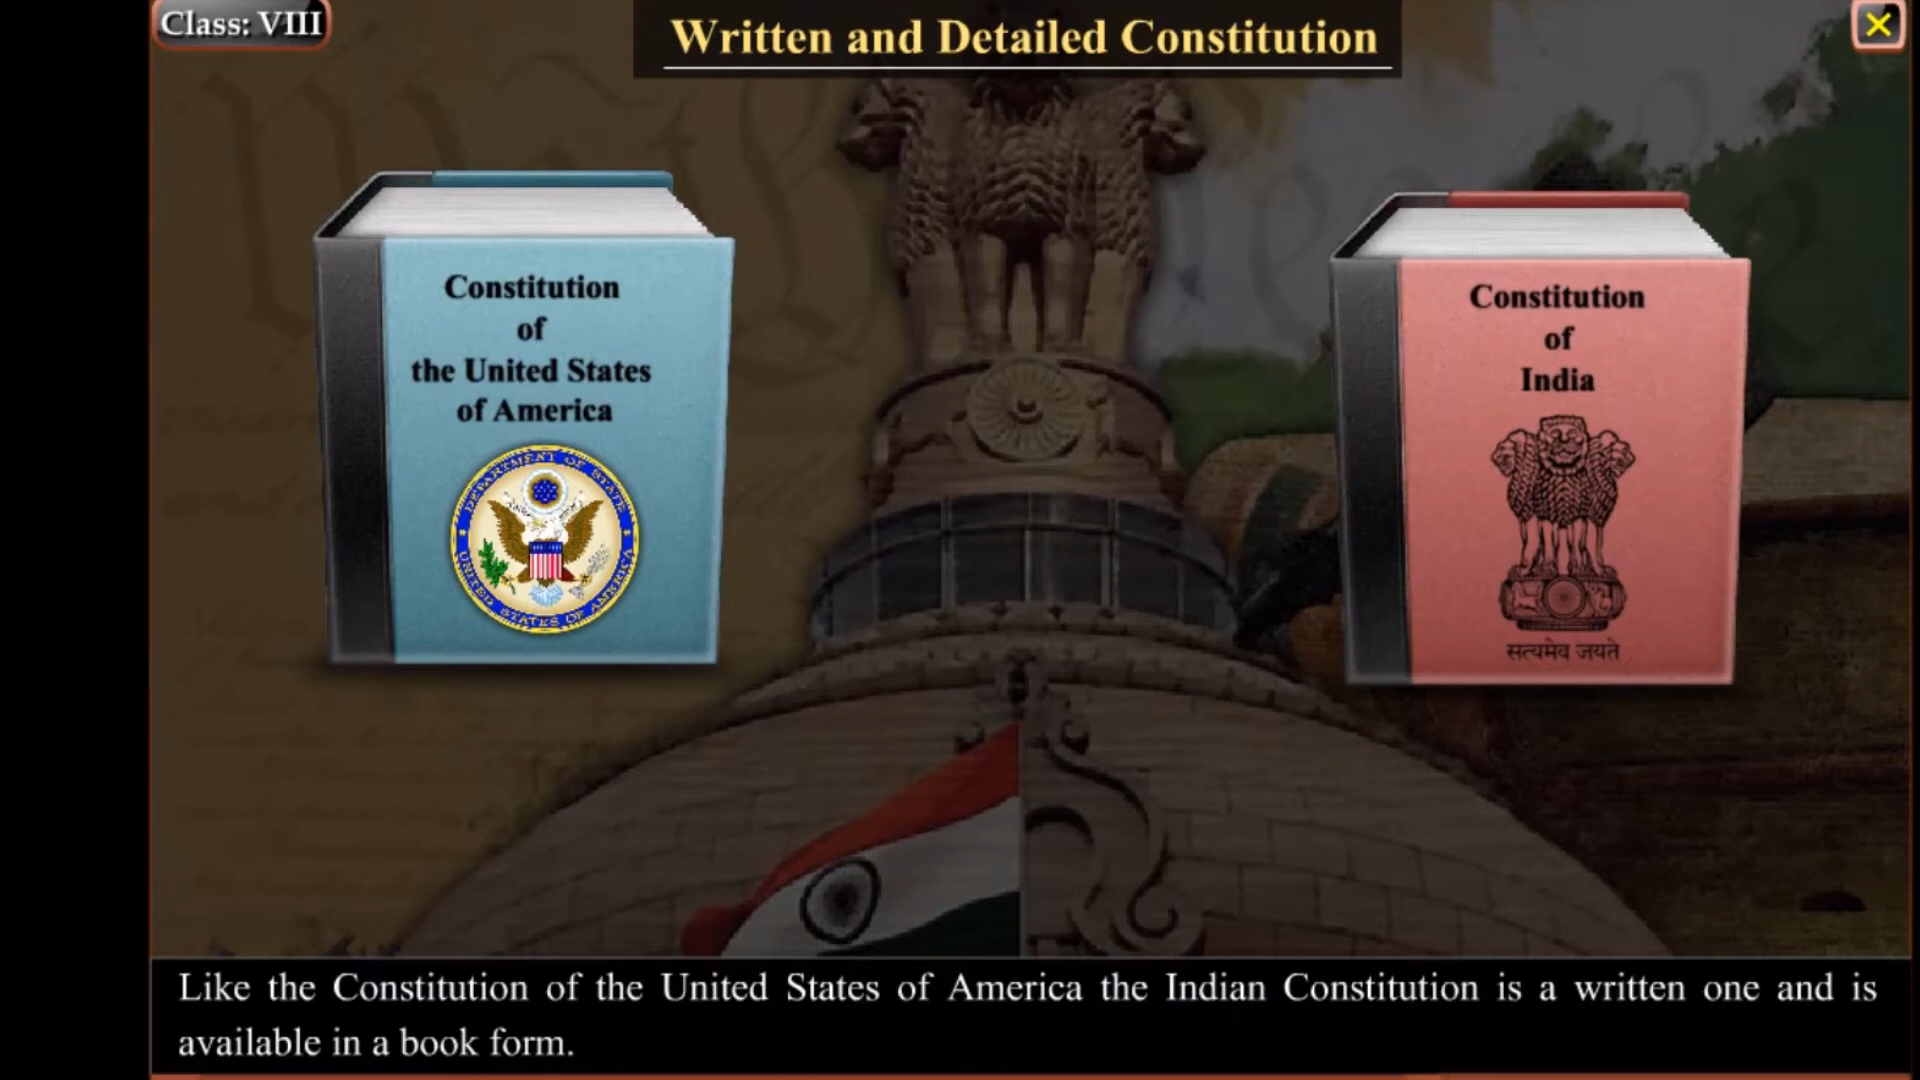 Class: VIII
Written and Detailed Constitution
Constitution
of
the United States
of America
DEPARTMENT OF STATE
UNITED STATES OF AMERICA
Constitution
of
India
सत्यमेव जयते
Like the Constitution of the United States of America the Indian Constitution is a written one and is
available in a book form.